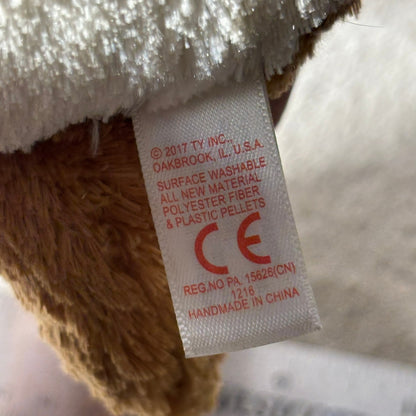 © 2017 TY INC.,
OAKBROOK, IL, U.S.A.
SURFACE WASHABLE
ALL NEW MATERIAL
POLYESTER FIBER
& PLASTIC PELLETS
CE
REG.NO PA. 15626(CN)
1216
HANDMADE IN CHINA